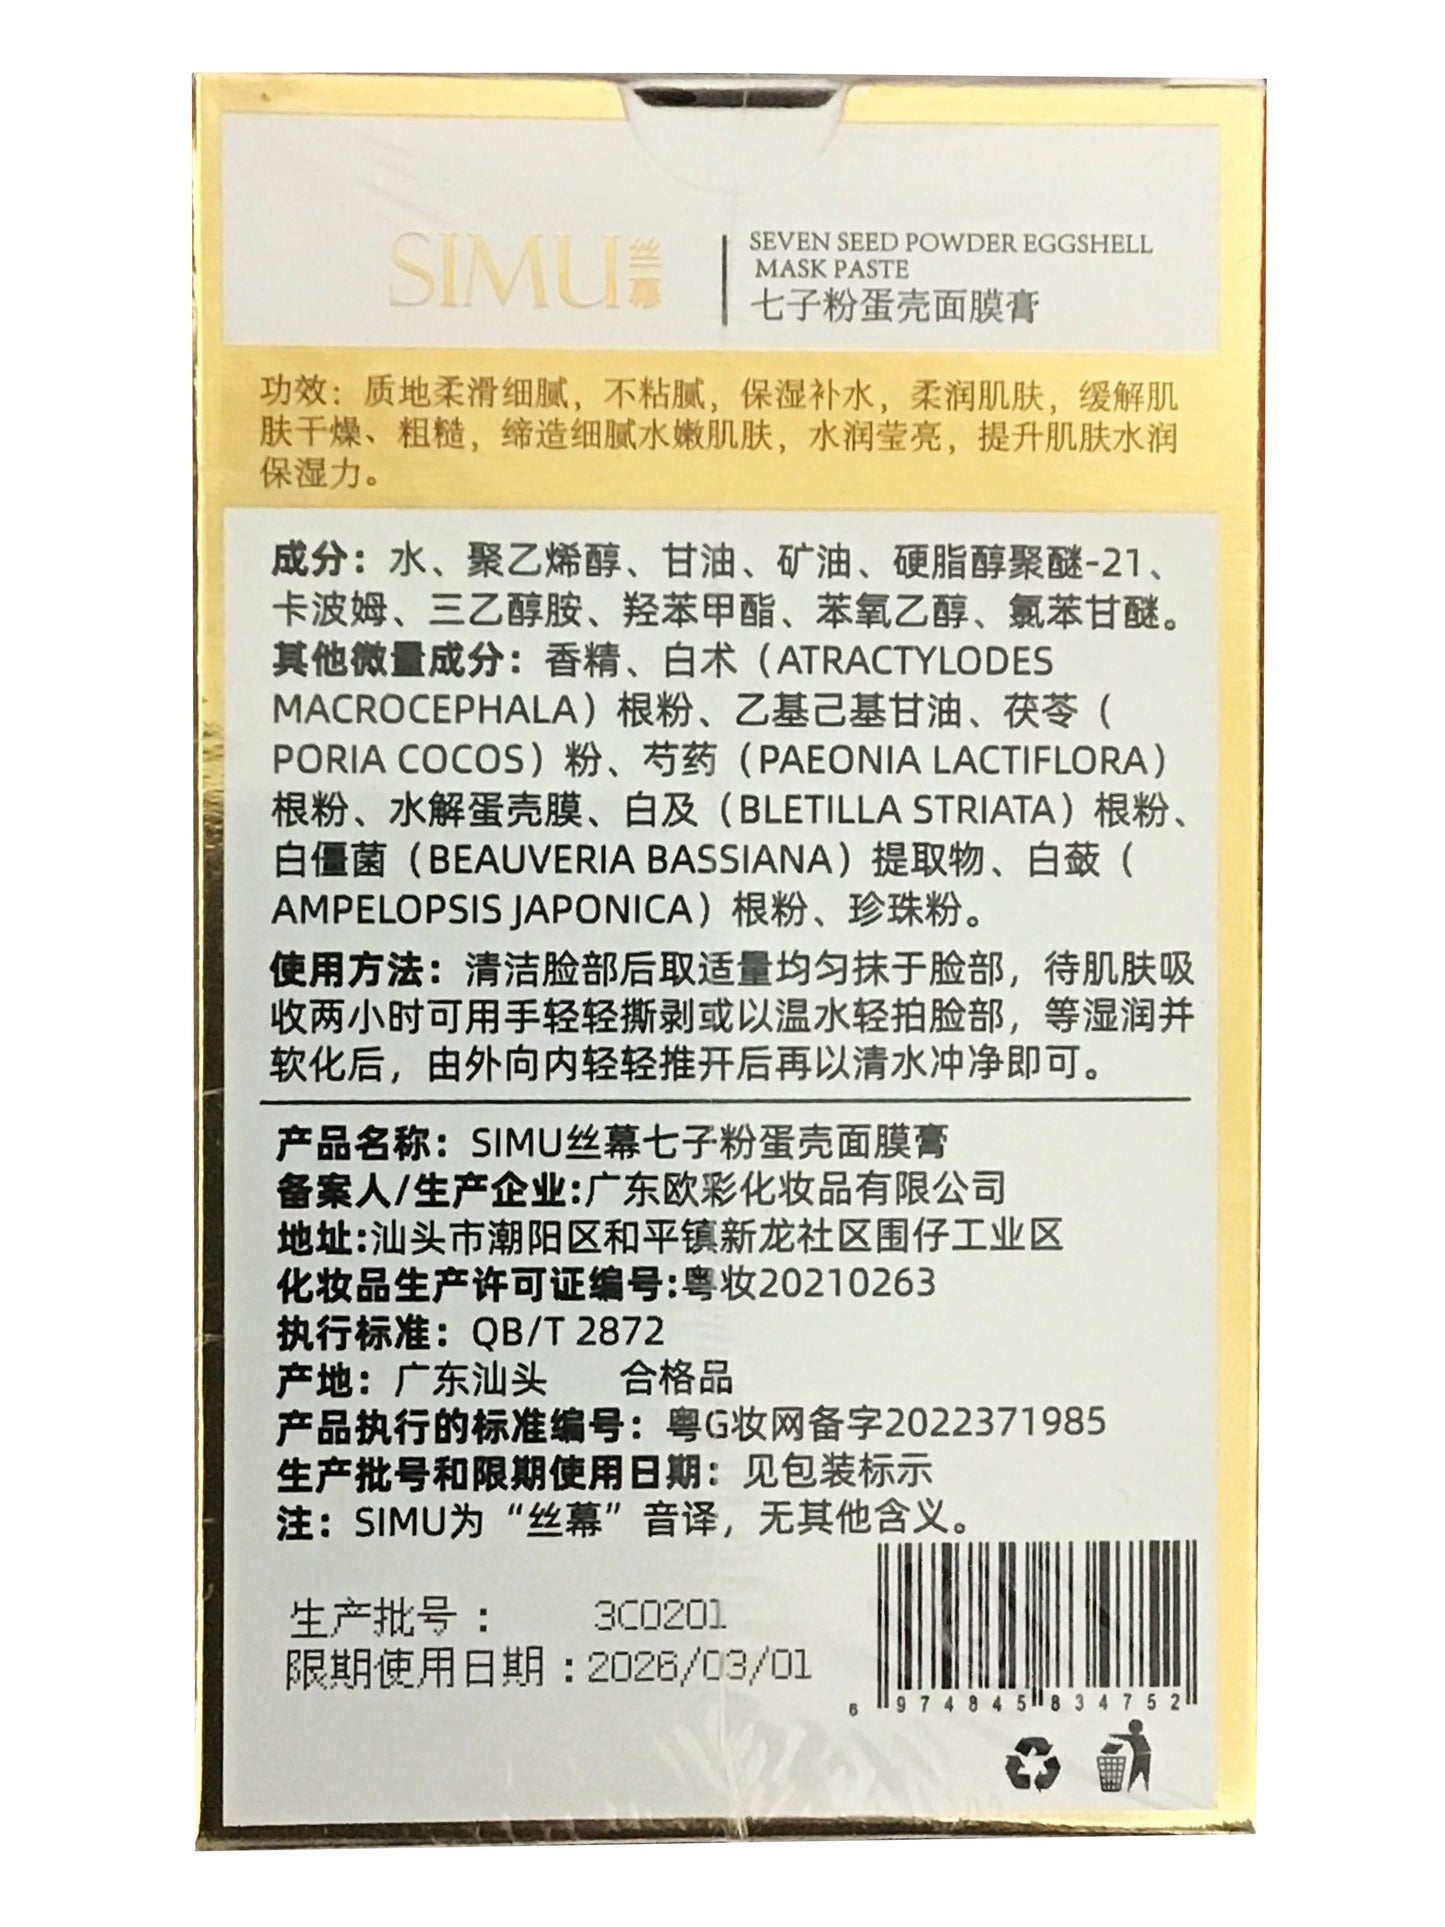 SIMU丝幕
SEVEN SEED POWDER EGGSHELL
MASK PASTE
七子粉蛋壳面膜膏
功效：质地柔滑细腻，不粘腻，保湿补水，柔润肌肤，缓解肌
肤干燥、粗糙，缔造细腻水嫩肌肤，水润莹亮，提升肌肤水润
保湿力。
成分：水、聚乙烯醇、甘油、矿油、硬脂醇聚醚-21、
卡波姆、三乙醇胺、羟苯甲酯、苯氧乙醇、氯苯甘醚。
其他微量成分：香精、白术（ATRACTYLODES
MACROCEPHALA）根粉、乙基己基甘油、茯苓（
PORIA COCOS）粉、芍药（PAEONIA LACTIFLORA）
根粉、水解蛋壳膜、白及（BLETILLA STRIATA）根粉、
白僵菌（BEAUVERIA BASSIANA）提取物、白蔹（
AMPELOPSIS JAPONICA）根粉、珍珠粉。
使用方法：清洁脸部后取适量均匀抹于脸部，待肌肤吸
收两小时可用手轻轻撕剥或以温水轻拍脸部，等湿润并
软化后，由外向内轻轻推开后再以清水冲净即可。
产品名称：SIMU丝幕七子粉蛋壳面膜膏
备案人/生产企业:广东欧彩化妆品有限公司
地址:汕头市潮阳区和平镇新龙社区围仔工业区
化妆品生产许可证编号:粤妆20210263
执行标准：QB/T 2872
产地：广东汕头 合格品
产品执行的标准编号：粤G妆网备字2022371985
生产批号和限期使用日期：见包装标示
注：SIMU为“丝幕”音译，无其他含义。
生产批号： 3C0201
限期使用日期：2026/03/01
6 974845 834752